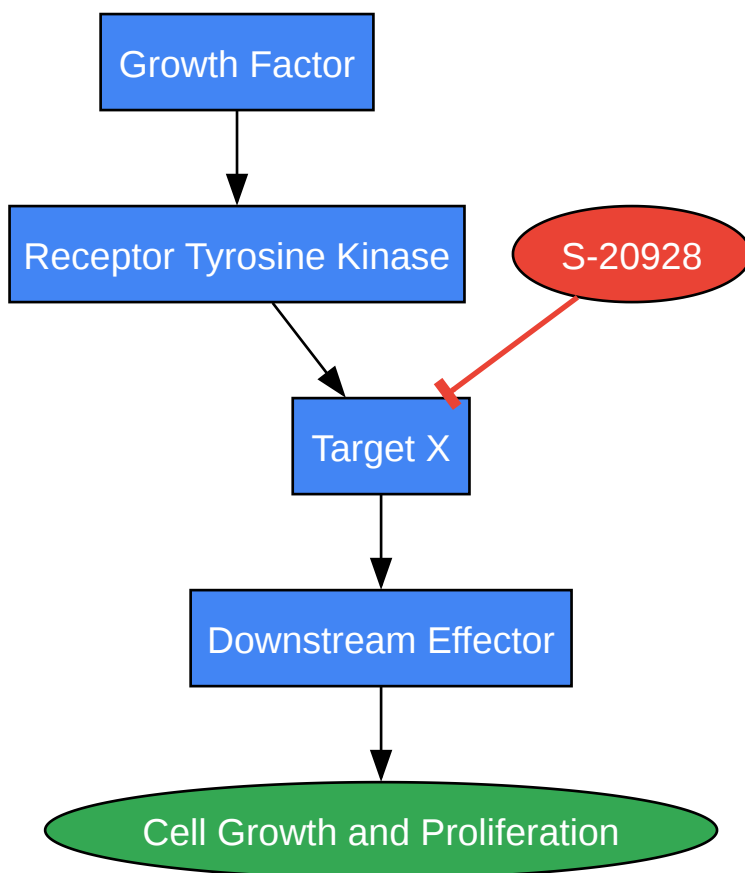 Growth Factor
Receptor Tyrosine Kinase
S-20928
Target X
Downstream Effector
Cell Growth and Proliferation